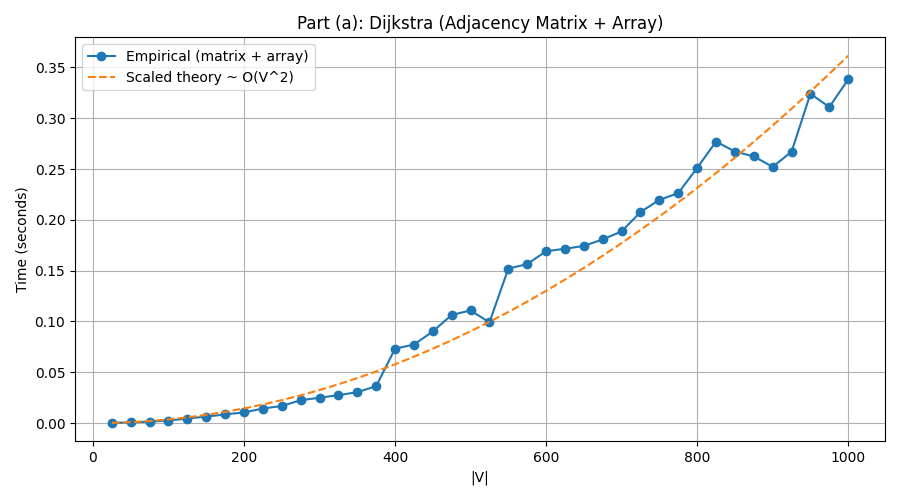 Part (a): Dijkstra (Adjacency Matrix + Array)
Empirical (matrix + array)
Scaled theory ~ O(V^2)
Time (seconds)
0.35
0.30
0.25
0.20
0.15
0.10
0.05
0.00
0 200 400 600 800 1000
|V|